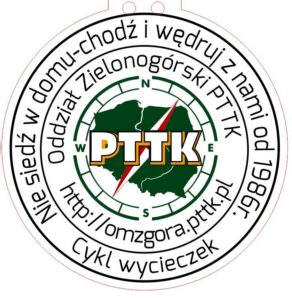 Nie siedź w domu-chodź i wędruj z nami od 1986r.
Oddział Zielonogórski PTTK
N
W
E
S
PTTK
http://omzgora.pttk.pl
Cykl wycieczek